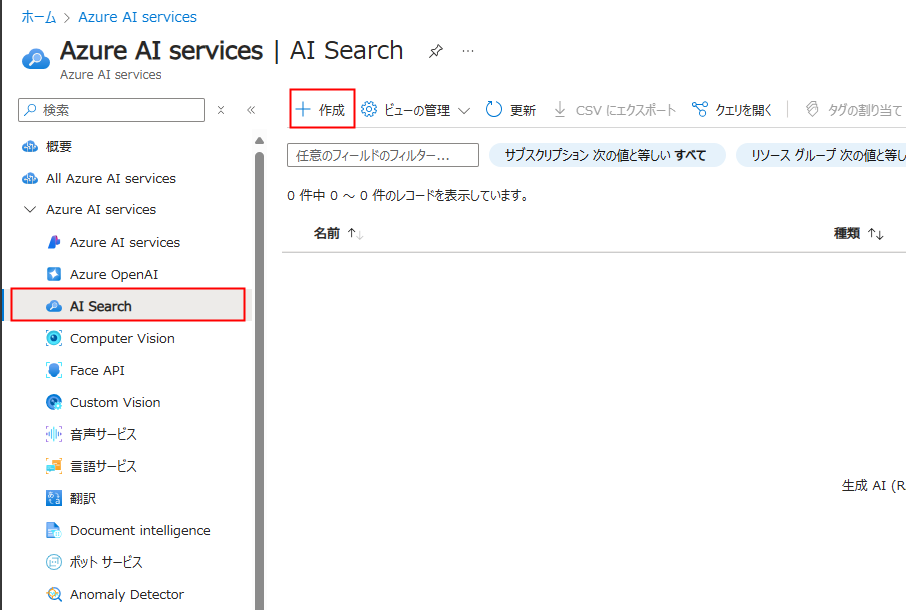 ホーム > Azure AI services
Azure AI services | AI Search
Azure AI services
検索
概要
All Azure AI services
Azure AI services
Azure AI services
Azure OpenAI
AI Search
Computer Vision
Face API
Custom Vision
音声サービス
言語サービス
翻訳
Document intelligence
ボット サービス
Anomaly Detector
作成 ビューの管理 更新 CSV にエクスポート クエリを開く タグの割り当て
任意のフィールドのフィルター... サブスクリプション 次の値と等しい すべて リソース グループ 次の値と等し
0 件中 0 ～ 0 件のレコードを表示しています。
名前 ↑↓ 種類 ↑↓
生成 AI (R